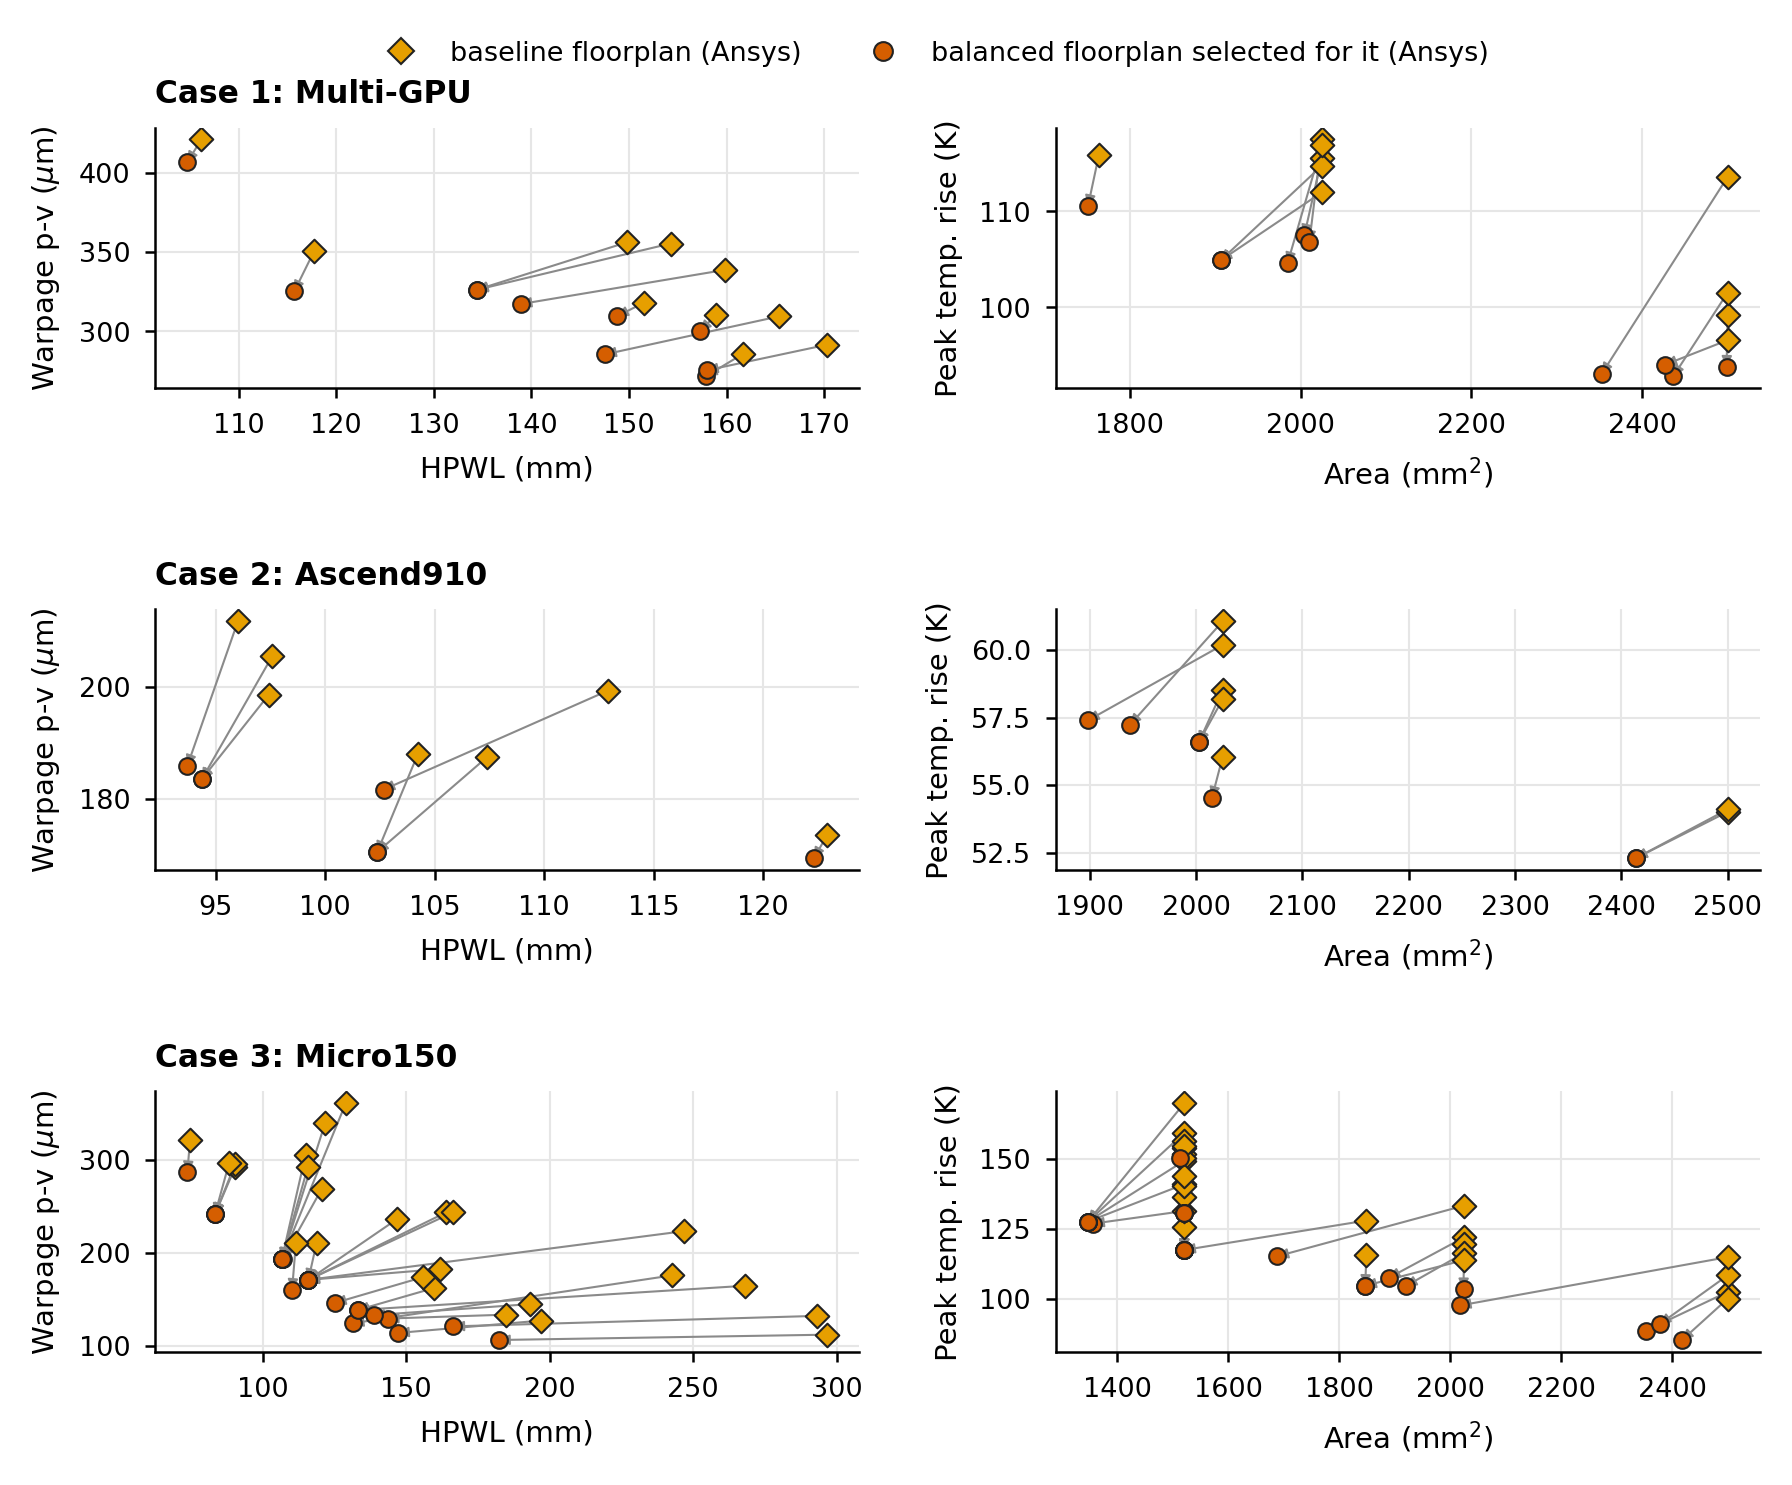 baseline floorplan (Ansys) balanced floorplan selected for it (Ansys)
Case 1: Multi-GPU
Warpage p-v (μm)
400
350
300
110 120 130 140 150 160 170
HPWL (mm)
Peak temp. rise (K)
110
100
1800 2000 2200 2400
Area (mm²)
Case 2: Ascend910
Warpage p-v (μm)
200
180
95 100 105 110 115 120
HPWL (mm)
Peak temp. rise (K)
60.0
57.5
55.0
52.5
1900 2000 2100 2200 2300 2400 2500
Area (mm²)
Case 3: Micro150
Warpage p-v (μm)
300
200
100
100 150 200 250 300
HPWL (mm)
Peak temp. rise (K)
150
125
100
1400 1600 1800 2000 2200 2400
Area (mm²)